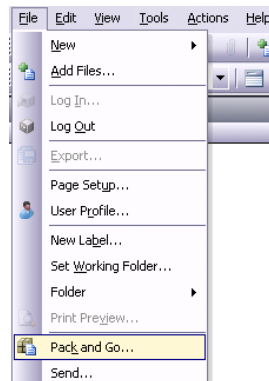 File Edit View Tools Actions Help
New
Add Files...
Log In...
Log Out
Export...
Page Setup...
User Profile...
New Label...
Set Working Folder...
Folder
Print Preview...
Pack and Go...
Send...